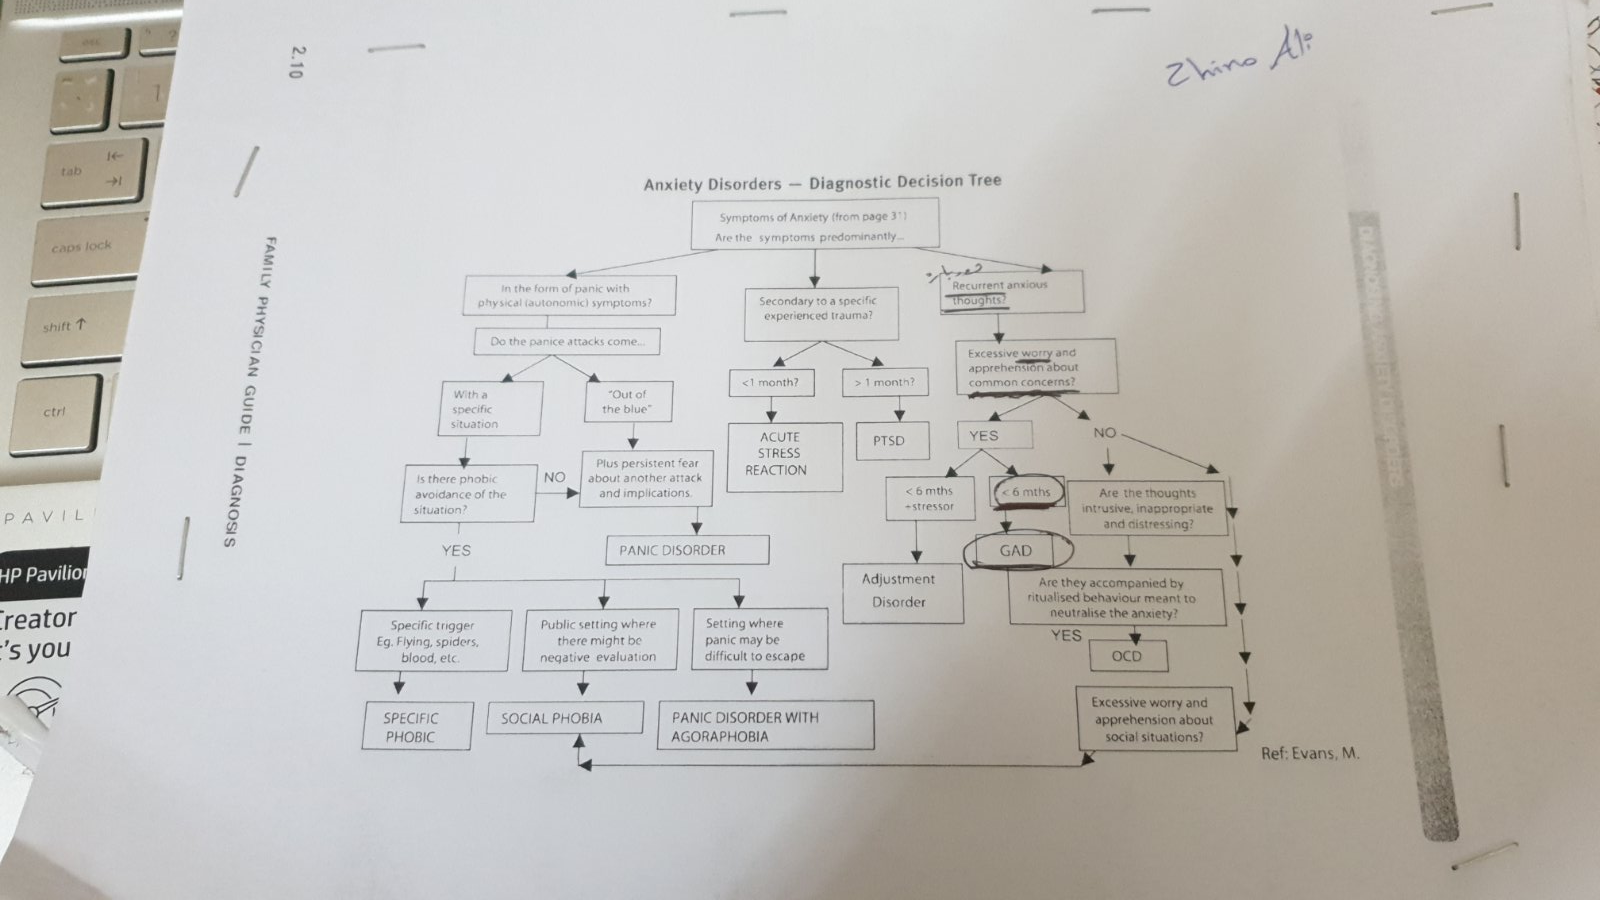 Zhino Ali
2.10
FAMILY PHYSICIAN GUIDE | DIAGNOSIS
Anxiety Disorders — Diagnostic Decision Tree
Symptoms of Anxiety (from page 31)
Are the symptoms predominantly...
In the form of panic with
physical (autonomic) symptoms?
Do the panice attacks come...
With a
specific
situation
"Out of
the blue"
Is there phobic
avoidance of the
situation?
NO
Plus persistent fear
about another attack
and implications.
PANIC DISORDER
YES
Specific trigger
Eg. Flying, spiders,
blood, etc.
Public setting where
there might be
negative evaluation
Setting where
panic may be
difficult to escape
SPECIFIC
PHOBIC
SOCIAL PHOBIA
PANIC DISORDER WITH
AGORAPHOBIA
Secondary to a specific
experienced trauma?
<1 month?
> 1 month?
ACUTE
STRESS
REACTION
PTSD
Recurrent anxious
thoughts?
Excessive worry and
apprehension about
common concerns?
YES
NO
< 6 mths
+stressor
< 6 mths
Adjustment
Disorder
GAD
Are the thoughts
intrusive, inappropriate
and distressing?
Are they accompanied by
ritualised behaviour meant to
neutralise the anxiety?
YES
OCD
Excessive worry and
apprehension about
social situations?
Ref: Evans, M.
esc
tab
caps lock
shift
ctrl
PAVIL
HP Pavilion
Creator
t's you